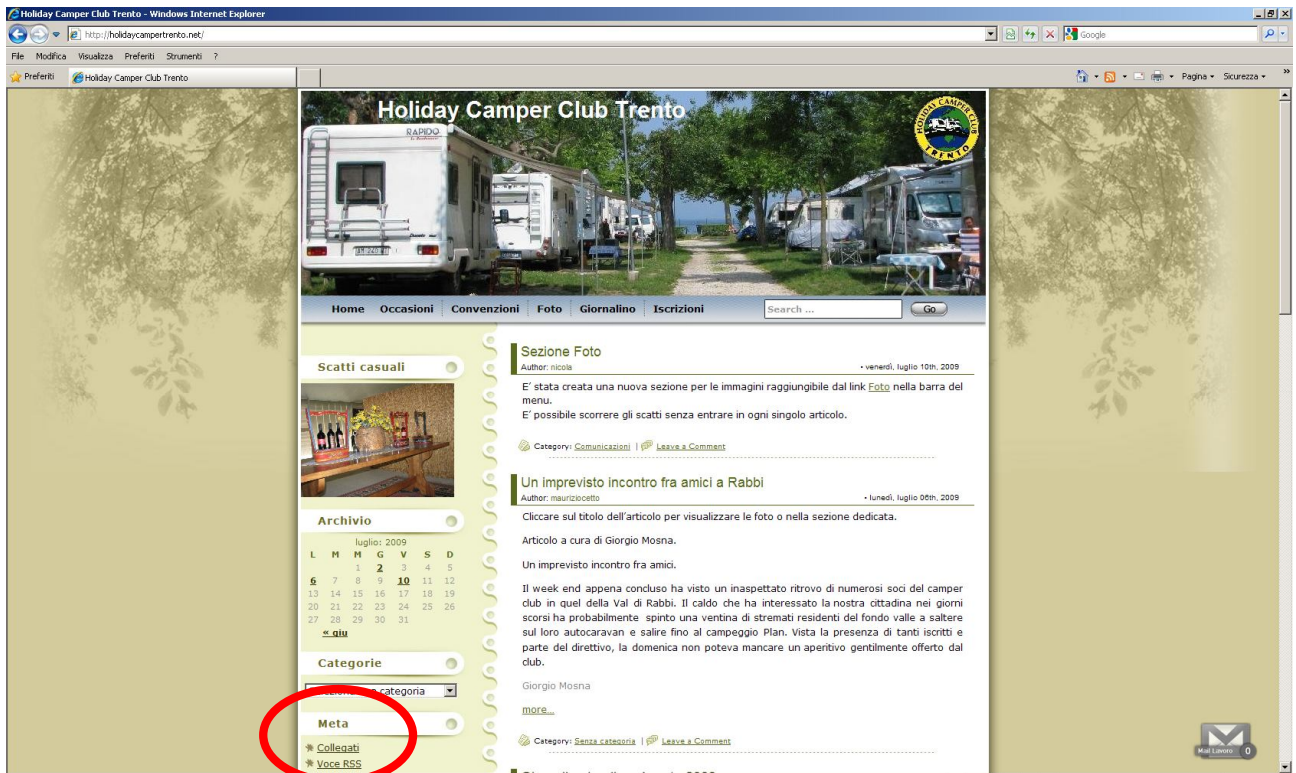 Holiday Camper Club Trento - Windows Internet Explorer
http://holidaycampertrento.net/
Google
File Modifica Visualizza Preferiti Strumenti ?
Preferiti
Holiday Camper Club Trento
Pagina
Sicurezza
»
Holiday Camper Club Trento
RAPIDO
HOLIDAY CAMPER CLUB
TRENTO
Home Occasioni Convenzioni Foto Giornalino Iscrizioni
Search ...
Go
Scatti casuali
Archivio
luglio: 2009
L M M G V S D
1 2 3 4 5
6 7 8 9 10 11 12
13 14 15 16 17 18 19
20 21 22 23 24 25 26
27 28 29 30 31
« giu
Categorie
categoria
Meta
Collegati
Voce RSS
Sezione Foto
Author: nicola
• venerdì, luglio 10th, 2009
E' stata creata una nuova sezione per le immagini raggiungibile dal link Foto nella barra del
menu.
E' possibile scorrere gli scatti senza entrare in ogni singolo articolo.
Category: Comunicazioni | Leave a Comment
Un imprevisto incontro fra amici a Rabbi
Author: mauriziocetto
• lunedì, luglio 06th, 2009
Cliccare sul titolo dell'articolo per visualizzare le foto o nella sezione dedicata.
Articolo a cura di Giorgio Mosna.
Un imprevisto incontro fra amici.
Il week end appena concluso ha visto un inaspettato ritrovo di numerosi soci del camper
club in quel della Val di Rabbi. Il caldo che ha interessato la nostra cittadina nei giorni
scorsi ha probabilmente spinto una ventina di stremati residenti del fondo valle a saltere
sul loro autocaravan e salire fino al campeggio Plan. Vista la presenza di tanti iscritti e
parte del direttivo, la domenica non poteva mancare un aperitivo gentilmente offerto dal
club.
Giorgio Mosna
more...
Category: Senza categoria | Leave a Comment
Mail Lavoro 0